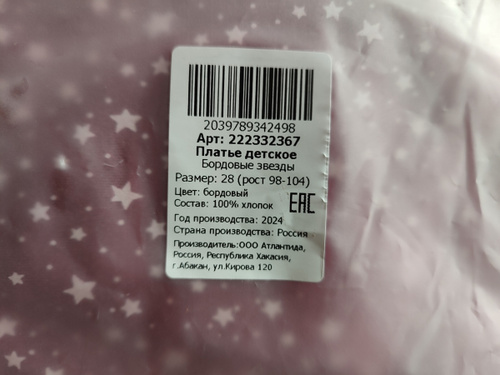 2039789342498
Арт: 222332367
Платье детское
Бордовые звезды
Размер: 28 (рост 98-104)
Цвет: бордовый
Состав: 100% хлопок
EAC
Год производства: 2024
Страна производства: Россия
Производитель:ООО Атлантида,
Россия, Республика Хакасия,
г.Абакан, ул.Кирова 120